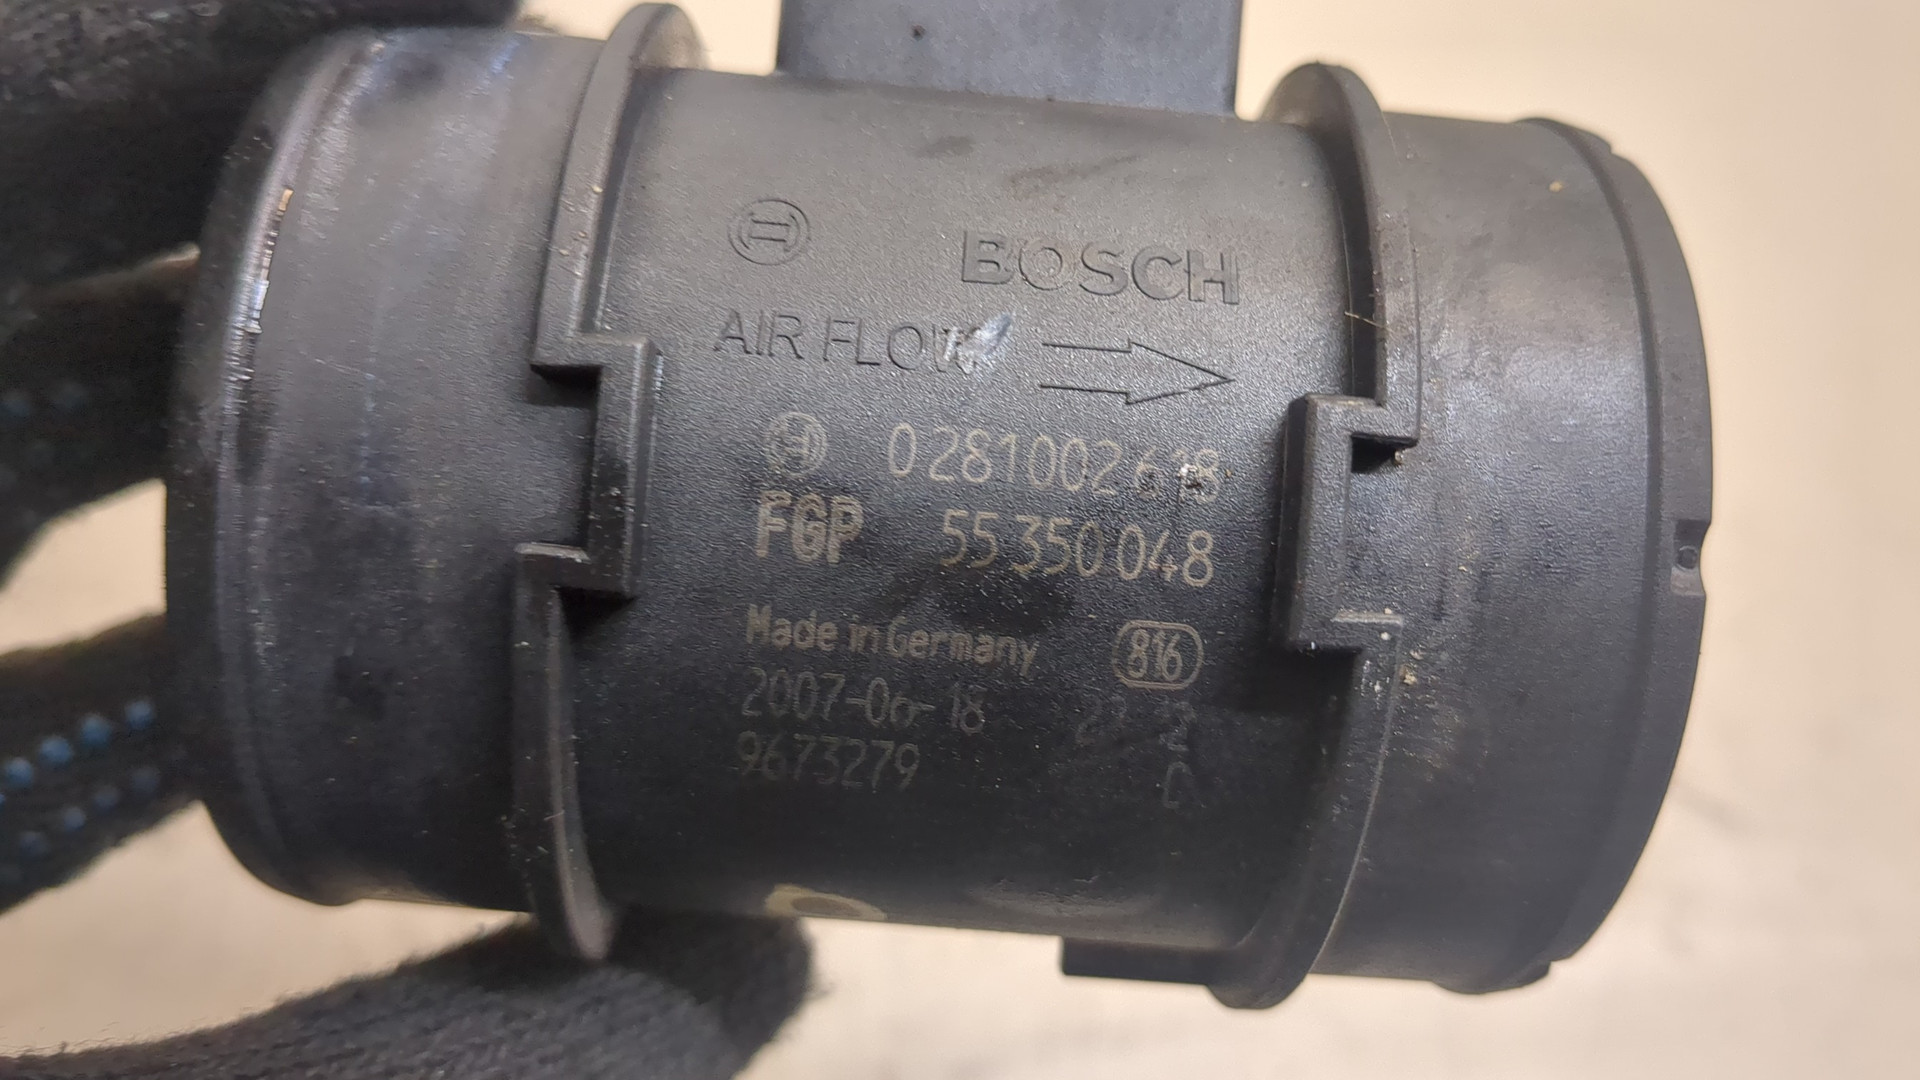 BOSCH
AIR FLOW
0 281 002 618
FGP 55 350 048
Made in Germany 816
2007-06-18
9673279